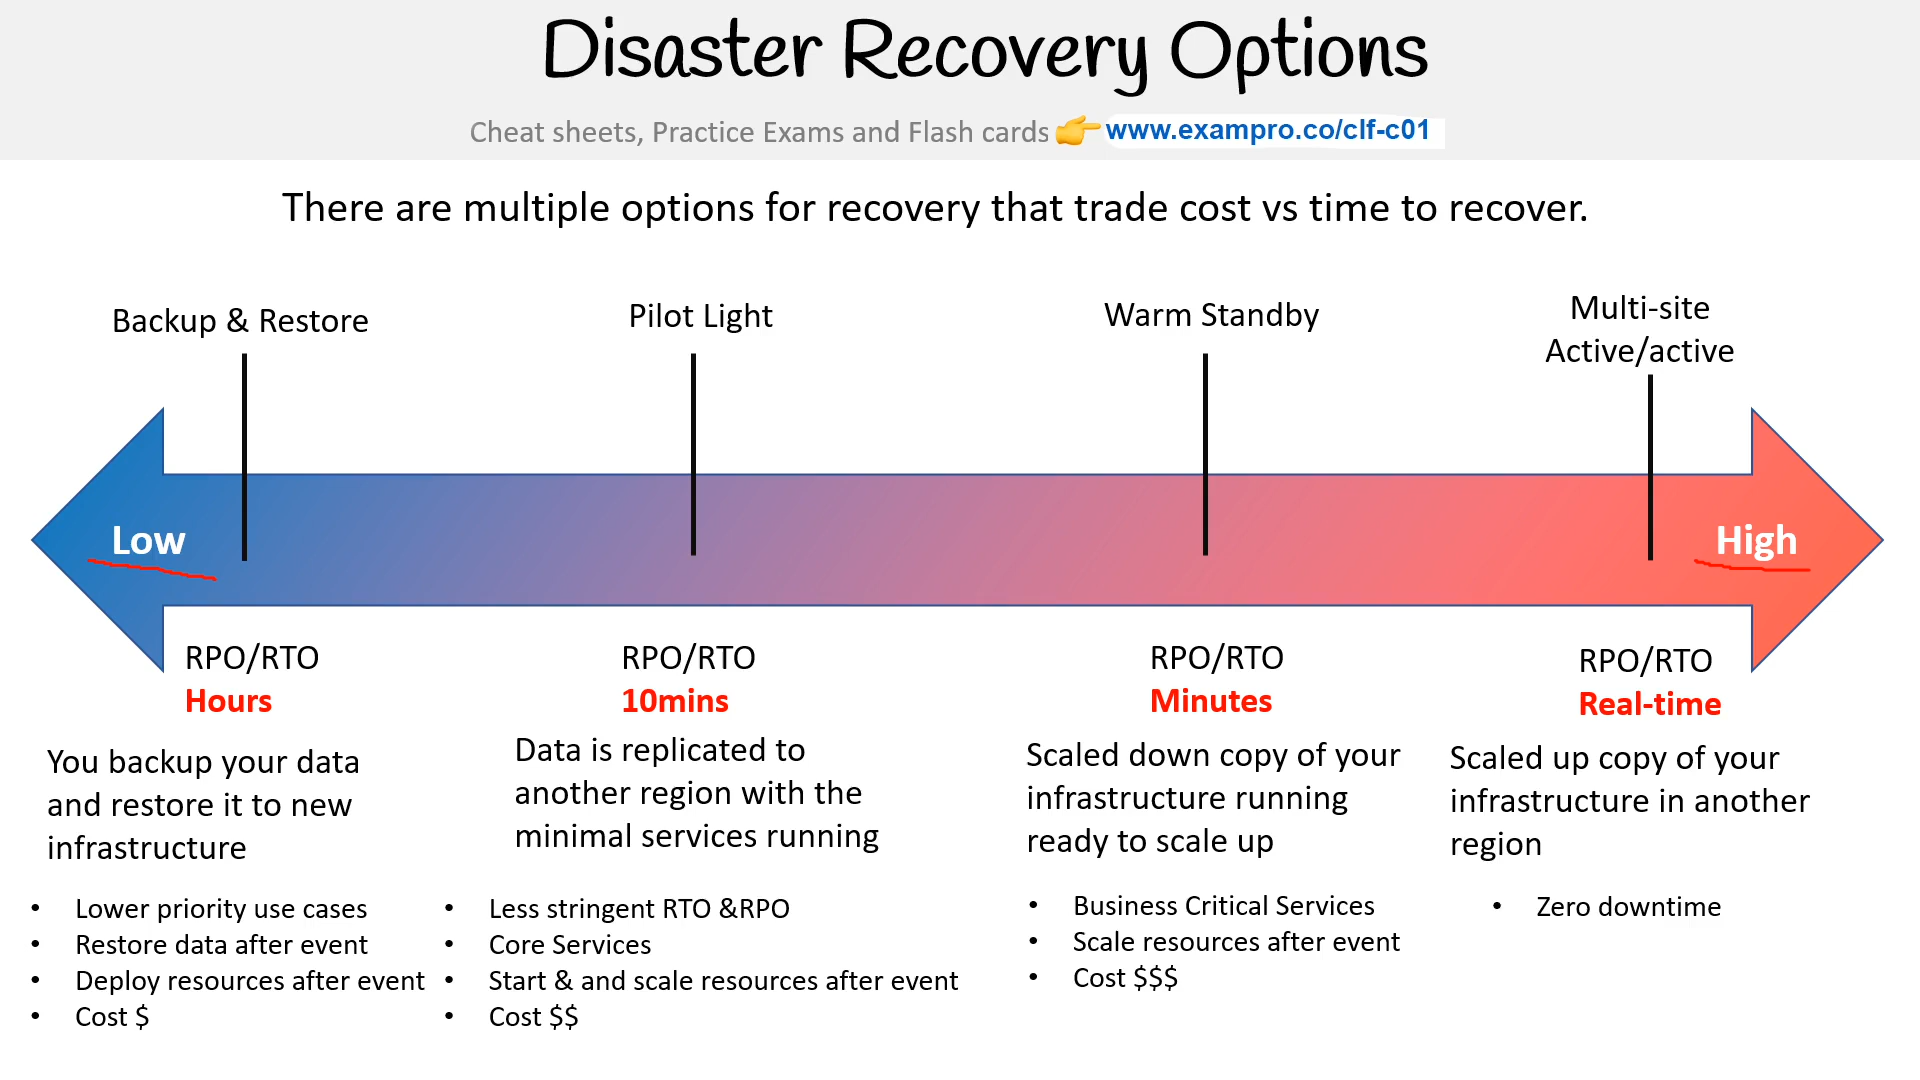 Disaster Recovery Options
Cheat sheets, Practice Exams and Flash cards 👉 www.exampro.co/clf-c01
There are multiple options for recovery that trade cost vs time to recover.
Backup & Restore
Pilot Light
Warm Standby
Multi-site
Active/active
Low
High
RPO/RTO
Hours
You backup your data
and restore it to new
infrastructure
• Lower priority use cases
• Restore data after event
• Deploy resources after event
• Cost $
RPO/RTO
10mins
Data is replicated to
another region with the
minimal services running
• Less stringent RTO &RPO
• Core Services
• Start & and scale resources after event
• Cost $$
RPO/RTO
Minutes
Scaled down copy of your
infrastructure running
ready to scale up
• Business Critical Services
• Scale resources after event
• Cost $$$
RPO/RTO
Real-time
Scaled up copy of your
infrastructure in another
region
• Zero downtime